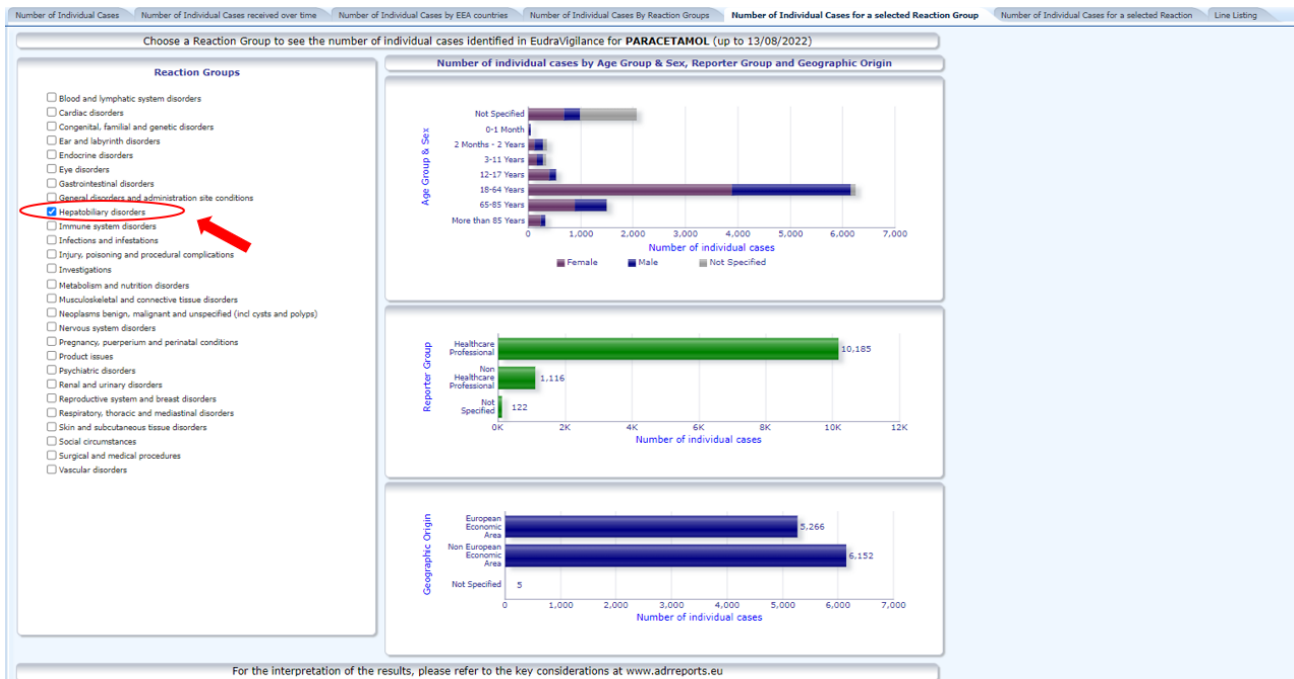 Number of Individual Cases
Number of Individual Cases received over time
Number of Individual Cases by EEA countries
Number of Individual Cases By Reaction Groups
Number of Individual Cases for a selected Reaction Group
Number of Individual Cases for a selected Reaction
Line Listing
Choose a Reaction Group to see the number of individual cases identified in EudraVigilance for PARACETAMOL (up to 13/08/2022)
Reaction Groups
Blood and lymphatic system disorders
Cardiac disorders
Congenital, familial and genetic disorders
Ear and labyrinth disorders
Endocrine disorders
Eye disorders
Gastrointestinal disorders
General disorders and administration site conditions
Hepatobiliary disorders
Immune system disorders
Infections and infestations
Injury, poisoning and procedural complications
Investigations
Metabolism and nutrition disorders
Musculoskeletal and connective tissue disorders
Neoplasms benign, malignant and unspecified (incl cysts and polyps)
Nervous system disorders
Pregnancy, puerperium and perinatal conditions
Product issues
Psychiatric disorders
Renal and urinary disorders
Reproductive system and breast disorders
Respiratory, thoracic and mediastinal disorders
Skin and subcutaneous tissue disorders
Social circumstances
Surgical and medical procedures
Vascular disorders
Number of individual cases by Age Group & Sex, Reporter Group and Geographic Origin
Age Group & Sex
Not Specified
0-1 Month
2 Months - 2 Years
3-11 Years
12-17 Years
18-64 Years
65-85 Years
More than 85 Years
0 1,000 2,000 3,000 4,000 5,000 6,000 7,000
Number of individual cases
Female Male Not Specified
Reporter Group
Healthcare
Professional
10,185
Non
Healthcare
Professional
1,116
Not
Specified
122
0K 2K 4K 6K 8K 10K 12K
Number of individual cases
Geographic Origin
European
Economic
Area
5,266
Non European
Economic
Area
6,152
Not Specified 5
0 1,000 2,000 3,000 4,000 5,000 6,000 7,000
Number of individual cases
For the interpretation of the results, please refer to the key considerations at www.adrreports.eu